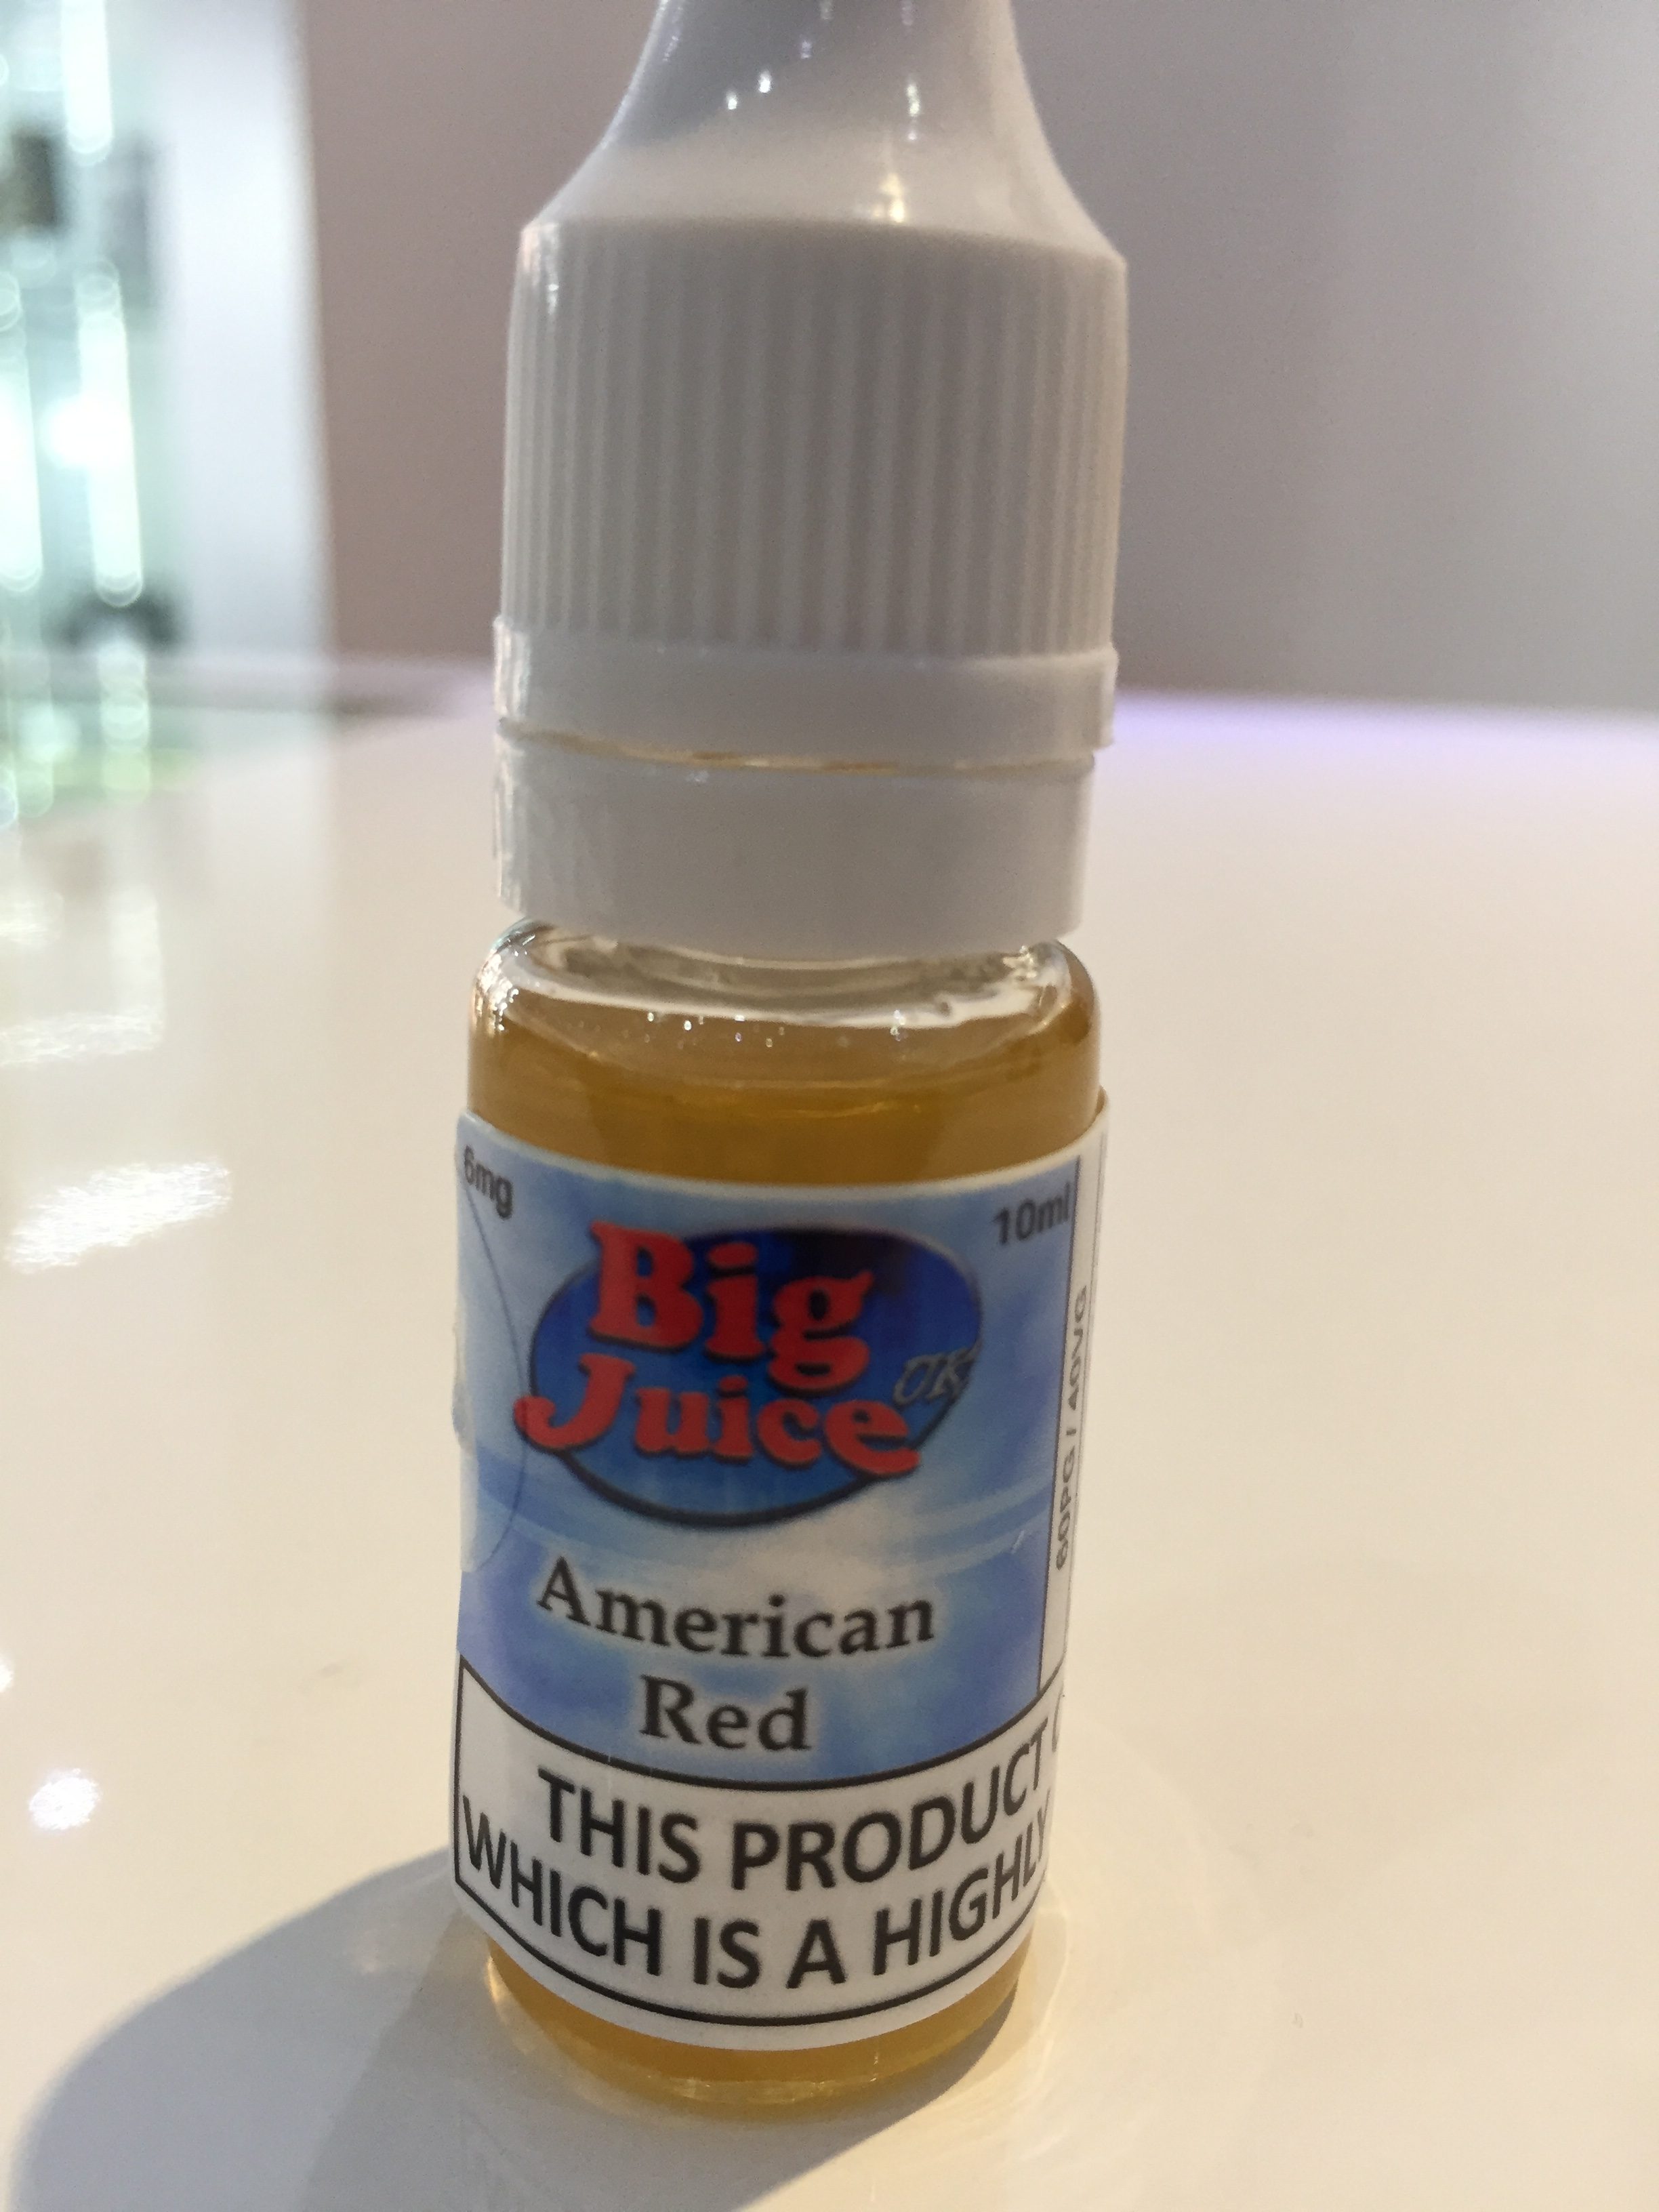 6mg
10ml
Big
Juice
UK
American
Red
60PG / 40VG
THIS PRODUCT
WHICH IS A HIGHLY